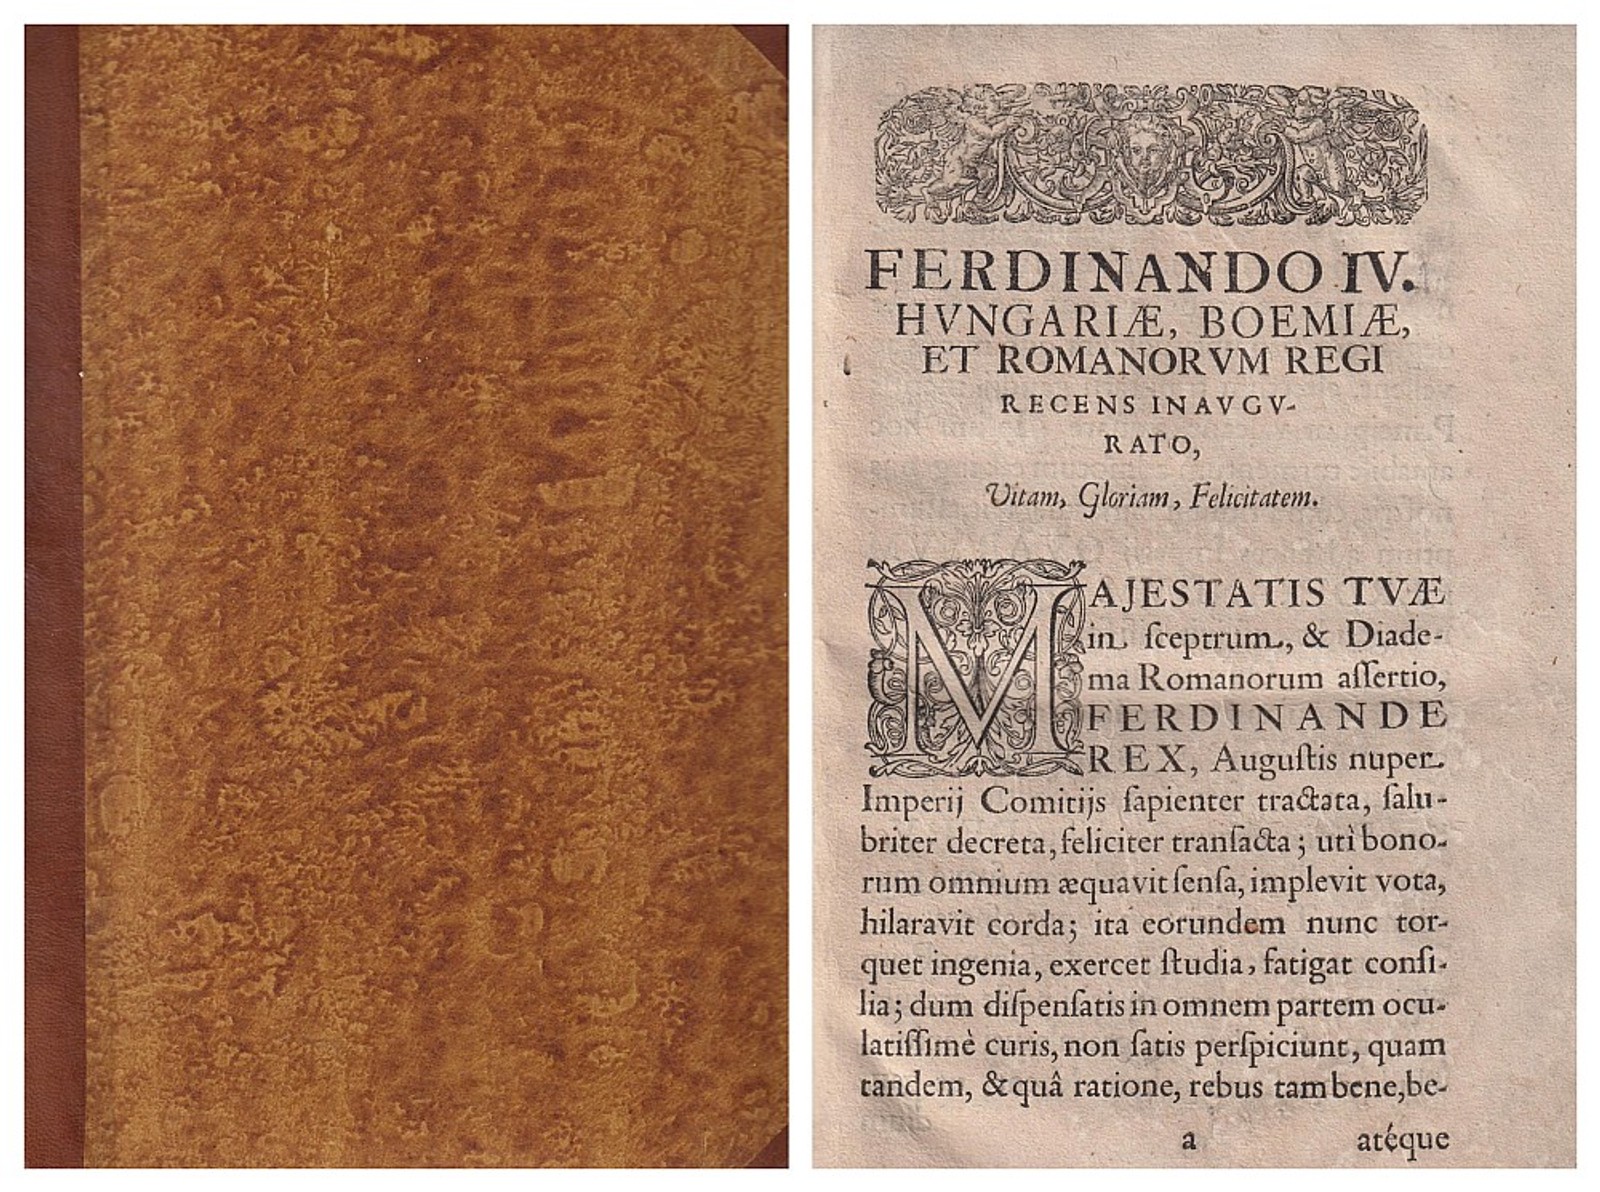 FERDINANDO IV.
HVNGARIÆ, BOEMIÆ,
ET ROMANORVM REGI
RECENS INAVGV-
RATO,
Vitam, Gloriam, Felicitatem.
MAJESTATIS TVÆ
in ſceptrum, & Diade-
ma Romanorum aſſertio,
FERDINANDE
REX, Auguſtis nuper
Imperij Comitijs ſapienter tractata, ſalu-
briter decreta, feliciter tranſacta; utì bono-
rum omnium æquavit ſenſa, implevit vota,
hilaravit corda; ita eorundem nunc tor-
quet ingenia, exercet ſtudia, fatigat conſi-
lia; dum diſpenſatis in omnem partem ocu-
latiſſimè curis, non ſatis perſpiciunt, quam
tandem, & quâ ratione, rebus tam bene, be-
a atéque